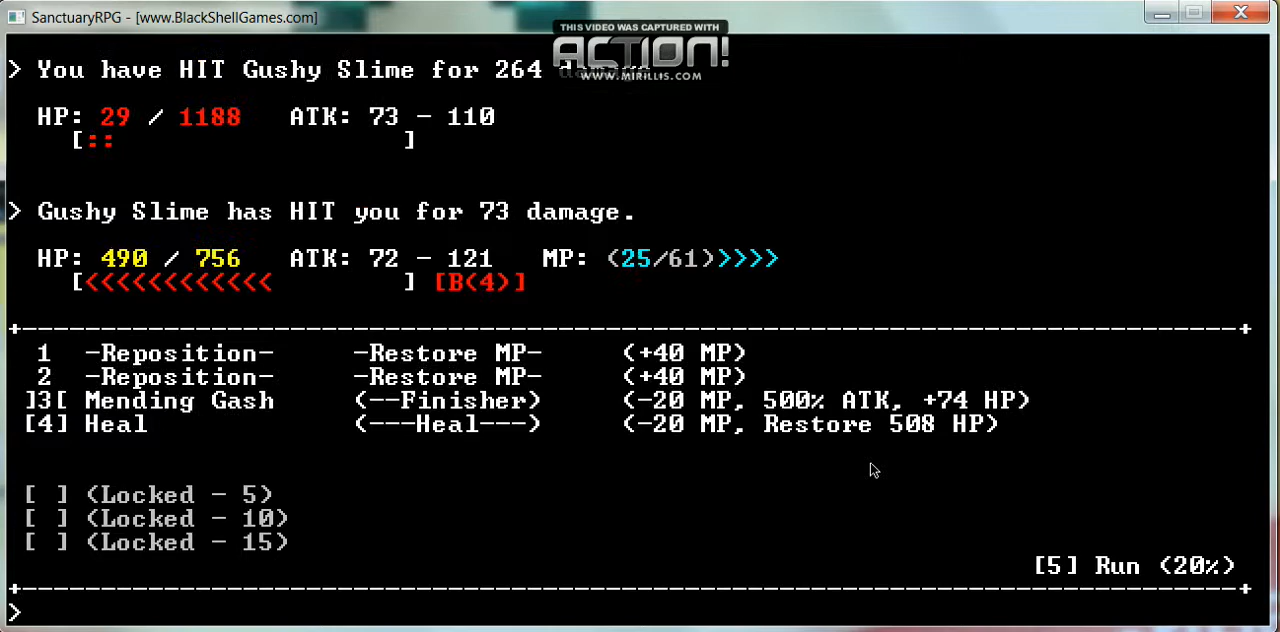 SanctuaryRPG - [www.BlackShellGames.com]
THIS VIDEO WAS CAPTURED WITH
ACTION!
WWW.MIRILLIS.COM
> You have HIT Gushy Slime for 264 damage.
HP: 29 / 1188 ATK: 73 - 110
[:: ]
> Gushy Slime has HIT you for 73 damage.
HP: 490 / 756 ATK: 72 - 121 MP: (25/61)>>>>
[<<<<<<<<<<<< ] [B(4)]
1 -Reposition- -Restore MP- (+40 MP)
2 -Reposition- -Restore MP- (+40 MP)
]3[ Mending Gash (--Finisher) (-20 MP, 500% ATK, +74 HP)
[4] Heal (---Heal---) (-20 MP, Restore 508 HP)
[ ] (Locked - 5)
[ ] (Locked - 10)
[ ] (Locked - 15)
[5] Run (20%)
>